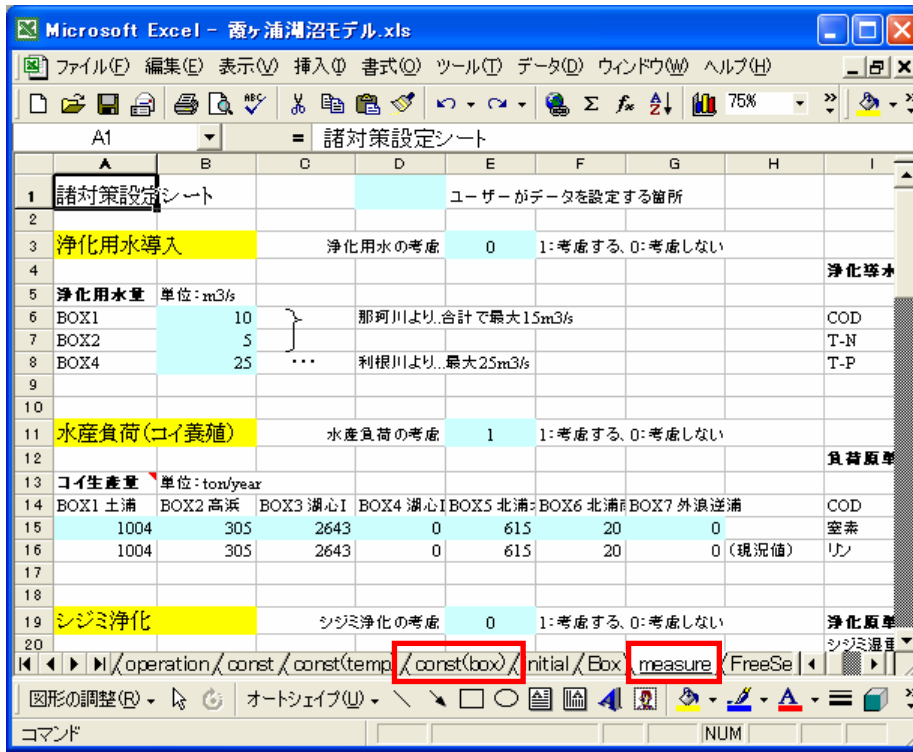 Microsoft Excel - 霞ヶ浦湖沼モデル.xls
ファイル(F) 編集(E) 表示(V) 挿入(I) 書式(O) ツール(T) データ(D) ウィンドウ(W) ヘルプ(H)
75%
A1 = 諸対策設定シート
A B C D E F G H I
1 諸対策設定シート ユーザーがデータを設定する箇所
2
3 浄化用水導入 浄化用水の考慮 0 1:考慮する、0:考慮しない
4 浄化導水
5 浄化用水量 単位:m3/s
6 BOX1 10 那珂川より..合計で最大15m3/s COD
7 BOX2 5 T-N
8 BOX4 25 … 利根川より...最大25m3/s T-P
9
10
11 水産負荷(コイ養殖) 水産負荷の考慮 1 1:考慮する、0:考慮しない
12 負荷原単
13 コイ生産量 単位:ton/year
14 BOX1 土浦 BOX2 高浜 BOX3 湖心I BOX4 湖心I BOX5 北浦 BOX6 北浦 BOX7 外浪逆浦 COD
15 1004 305 2643 0 615 20 0 窒素
16 1004 305 2643 0 615 20 0 (現況値) リン
17
18
19 シジミ浄化 シジミ浄化の考慮 0 1:考慮する、0:考慮しない 浄化原単
20 シジミ湿重
operation const const(temp const(box) nitial Box measure FreeSe
図形の調整(R) オートシェイプ(U)
コマンド NUM